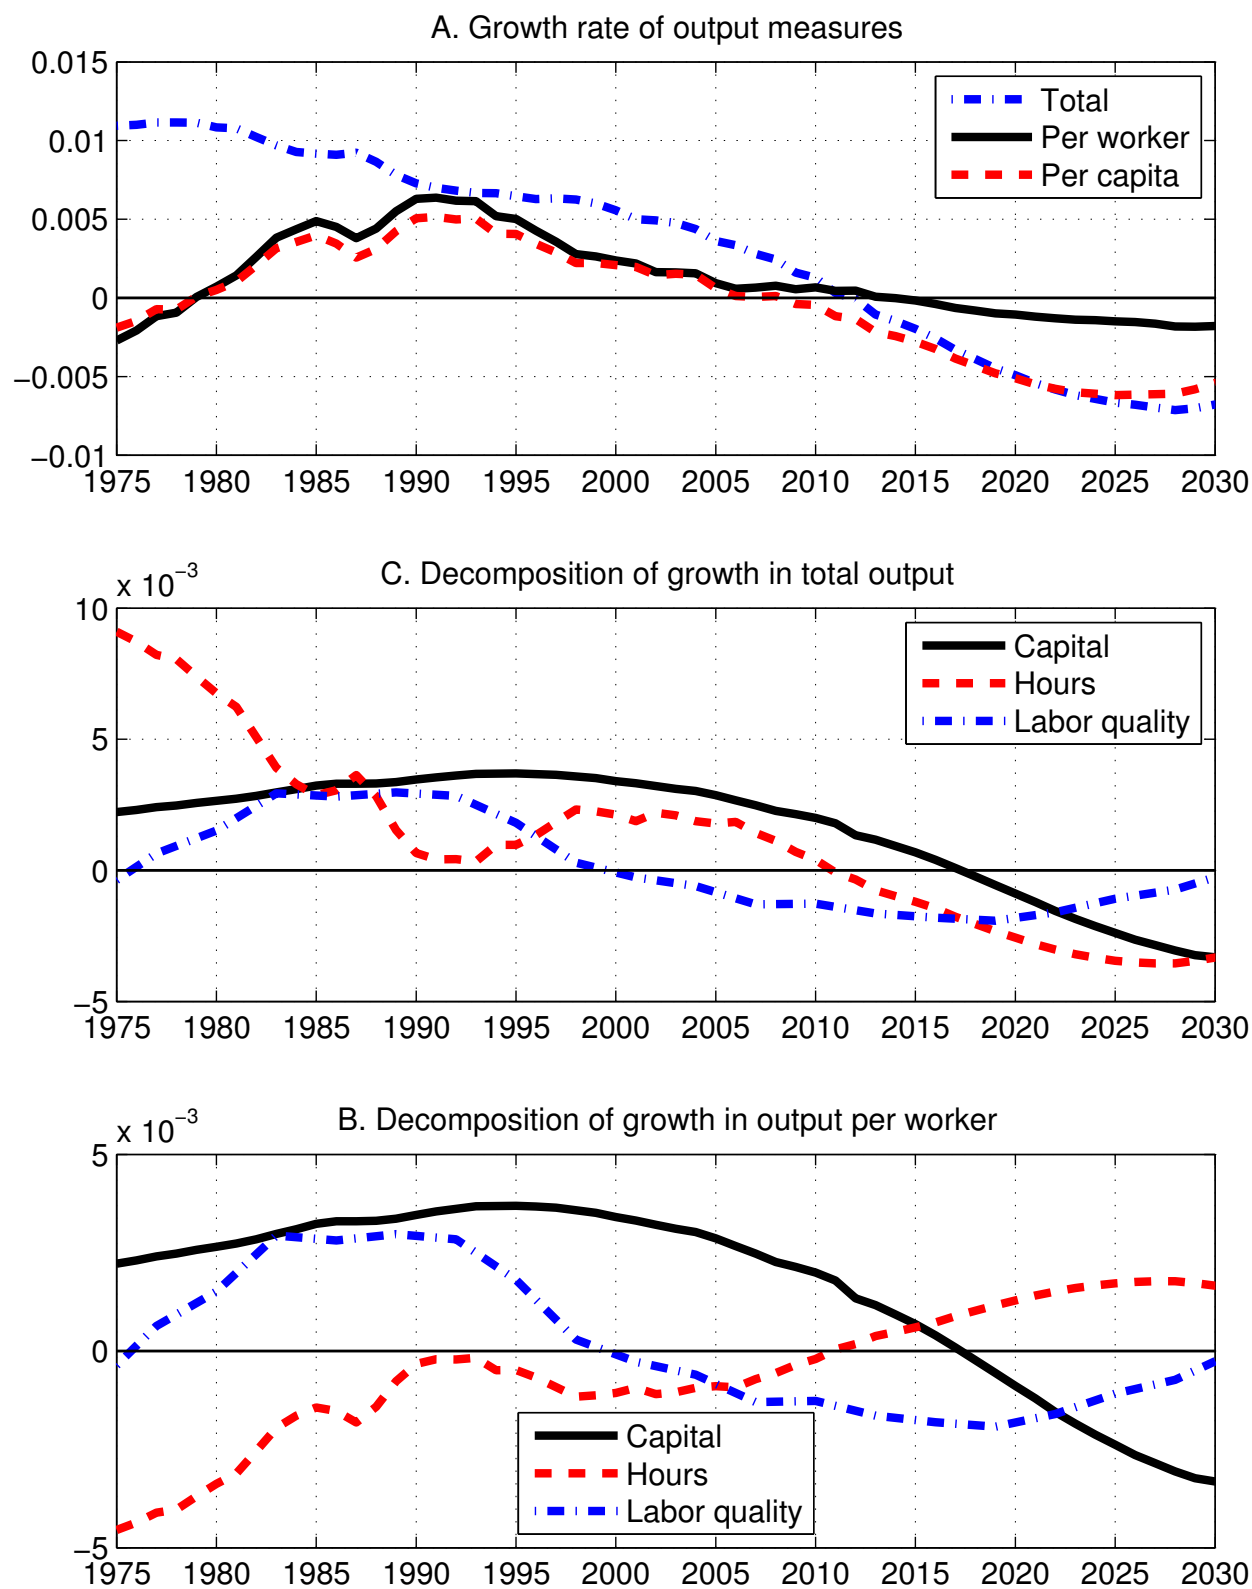 A. Growth rate of output measures
0.015
0.01
0.005
0
−0.005
−0.01
Total
Per worker
Per capita
1975 1980 1985 1990 1995 2000 2005 2010 2015 2020 2025 2030
x 10−3
C. Decomposition of growth in total output
10
5
0
−5
Capital
Hours
Labor quality
1975 1980 1985 1990 1995 2000 2005 2010 2015 2020 2025 2030
x 10−3
B. Decomposition of growth in output per worker
5
0
−5
Capital
Hours
Labor quality
1975 1980 1985 1990 1995 2000 2005 2010 2015 2020 2025 2030